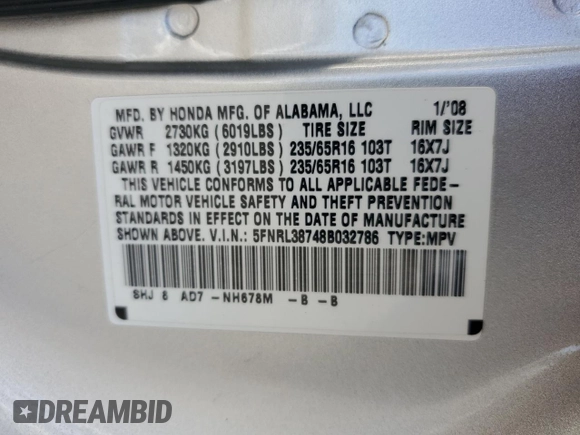 MFD. BY HONDA MFG. OF ALABAMA, LLC 1/'08
GVWR 2730KG (6019LBS) TIRE SIZE RIM SIZE
GAWR F 1320KG (2910LBS) 235/65R16 103T 16X7J
GAWR R 1450KG (3197LBS) 235/65R16 103T 16X7J
THIS VEHICLE CONFORMS TO ALL APPLICABLE FEDE-
RAL MOTOR VEHICLE SAFETY AND THEFT PREVENTION
STANDARDS IN EFFECT ON THE DATE OF MANUFACTURE
SHOWN ABOVE. V.I.N.: 5FNRL38748B032786 TYPE:MPV
SHJ 6 AD7 -NH678M -B -B
DREAMBID